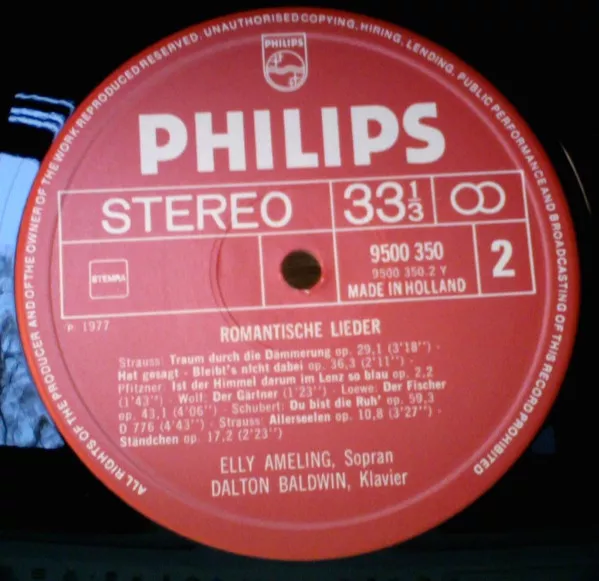 ALL RIGHTS OF THE PRODUCER AND OF THE OWNER OF THE WORK REPRODUCED RESERVED. UNAUTHORISED COPYING, HIRING, LENDING, PUBLIC PERFORMANCE AND BROADCASTING OF THIS RECORD PROHIBITED
PHILIPS
PHILIPS
STEREO 33 1/3
STEMRA
9500 350
9500 350.2 Y
MADE IN HOLLAND
2
P 1977
ROMANTISCHE LIEDER
Strauss: Traum durch die Dämmerung op. 29,1 (3'18'') ·
Hat gesagt - Bleibt's nicht dabei op. 36,3 (2'11'') ·
Pfitzner: Ist der Himmel darum im Lenz so blau op. 2,2
(1'43'') · Wolf: Der Gärtner (1'23'') · Loewe: Der Fischer
op. 43,1 (4'06'') · Schubert: Du bist die Ruh' op. 59,3
D 776 (4'43'') · Strauss: Allerseelen op. 10,8 (3'27'') ·
Ständchen op. 17,2 (2'23'')
ELLY AMELING, Sopran
DALTON BALDWIN, Klavier